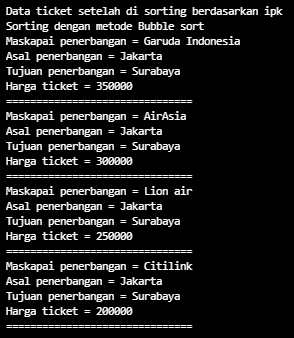 Data ticket setelah di sorting berdasarkan ipk
Sorting dengan metode Bubble sort
Maskapai penerbangan = Garuda Indonesia
Asal penerbangan = Jakarta
Tujuan penerbangan = Surabaya
Harga ticket = 350000
===============================
Maskapai penerbangan = AirAsia
Asal penerbangan = Jakarta
Tujuan penerbangan = Surabaya
Harga ticket = 300000
===============================
Maskapai penerbangan = Lion air
Asal penerbangan = Jakarta
Tujuan penerbangan = Surabaya
Harga ticket = 250000
===============================
Maskapai penerbangan = Citilink
Asal penerbangan = Jakarta
Tujuan penerbangan = Surabaya
Harga ticket = 200000
===============================